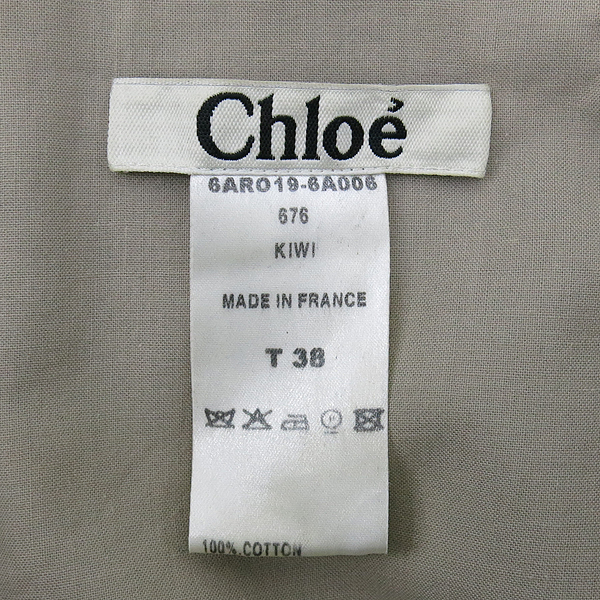 Chloé
6ARO19-6A006
676
KIWI
MADE IN FRANCE
T 38
100% COTTON